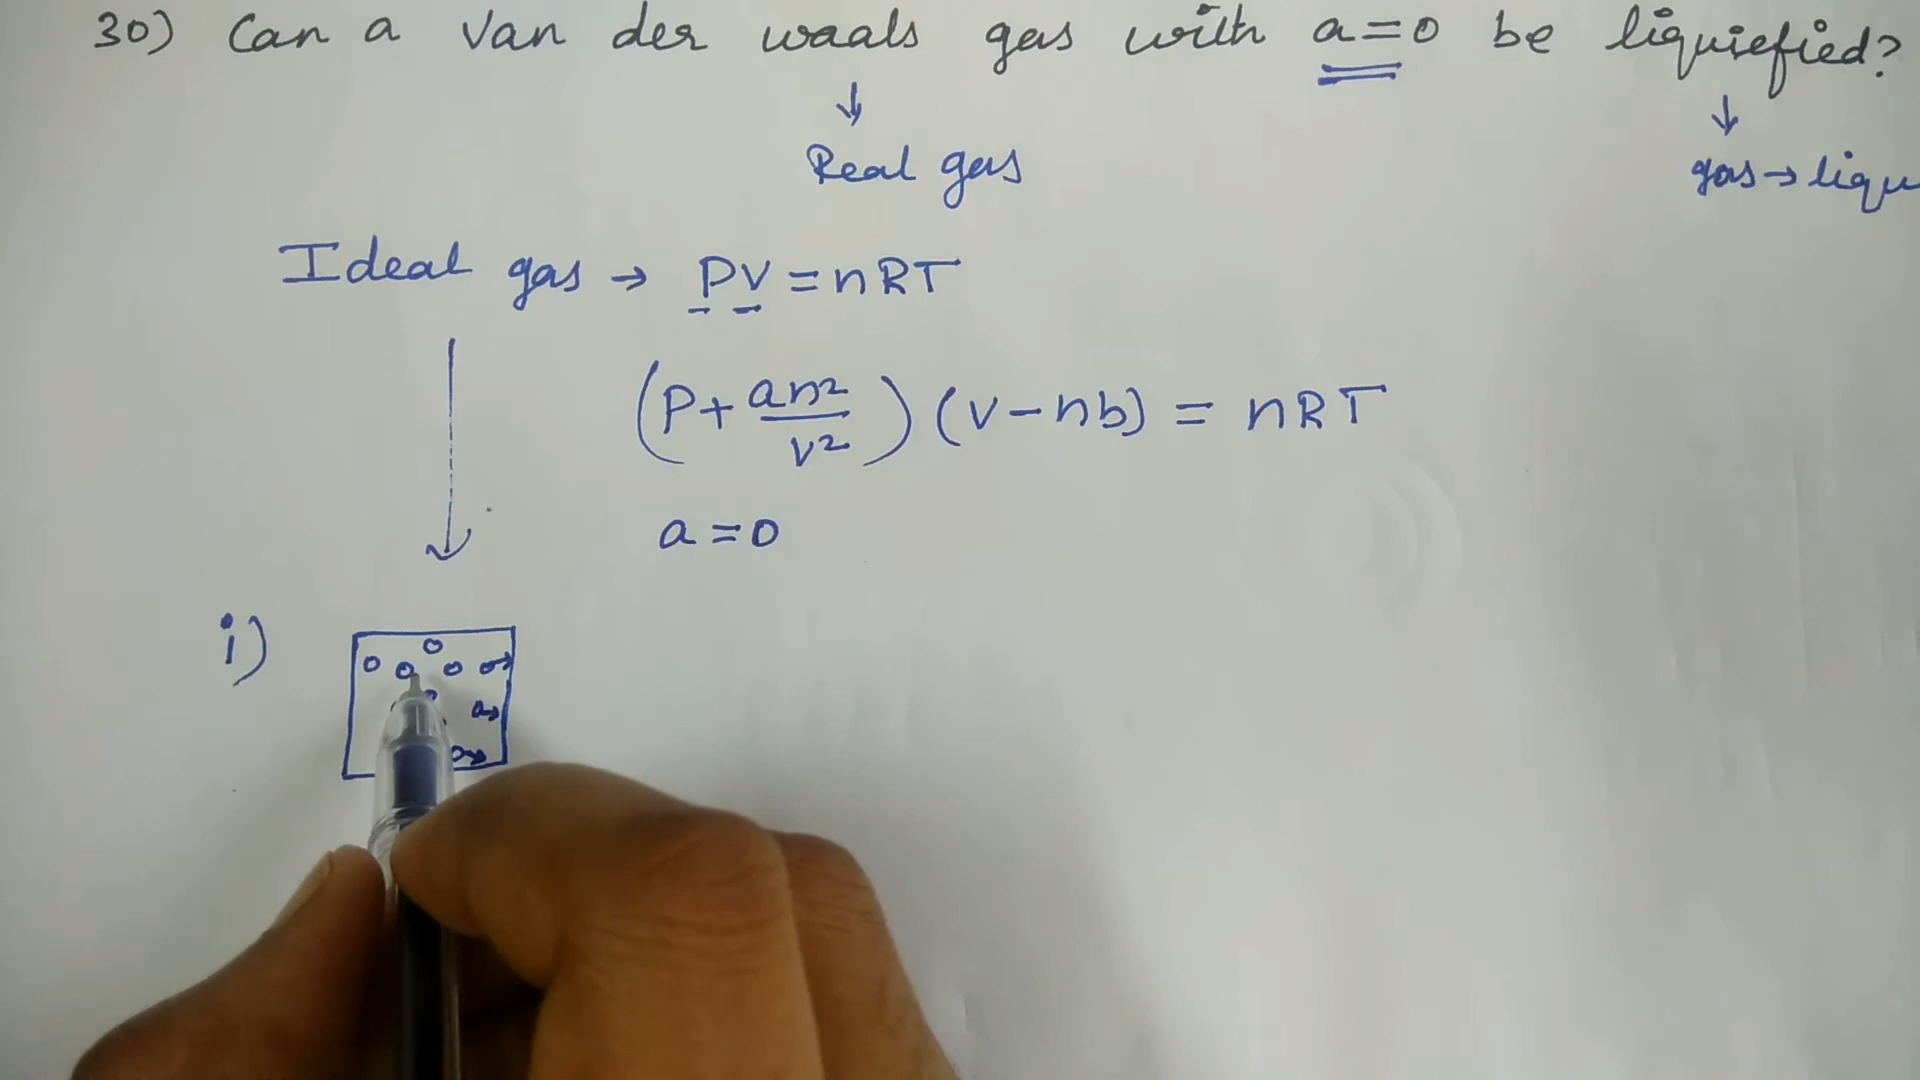 30) Can a Van der waals gas with a=0 be liquiefied?
↓ ↓
Real gas gas→liqu
Ideal gas → PV=nRT
(P+an²/V²)(V-nb) = nRT
a=0
i)